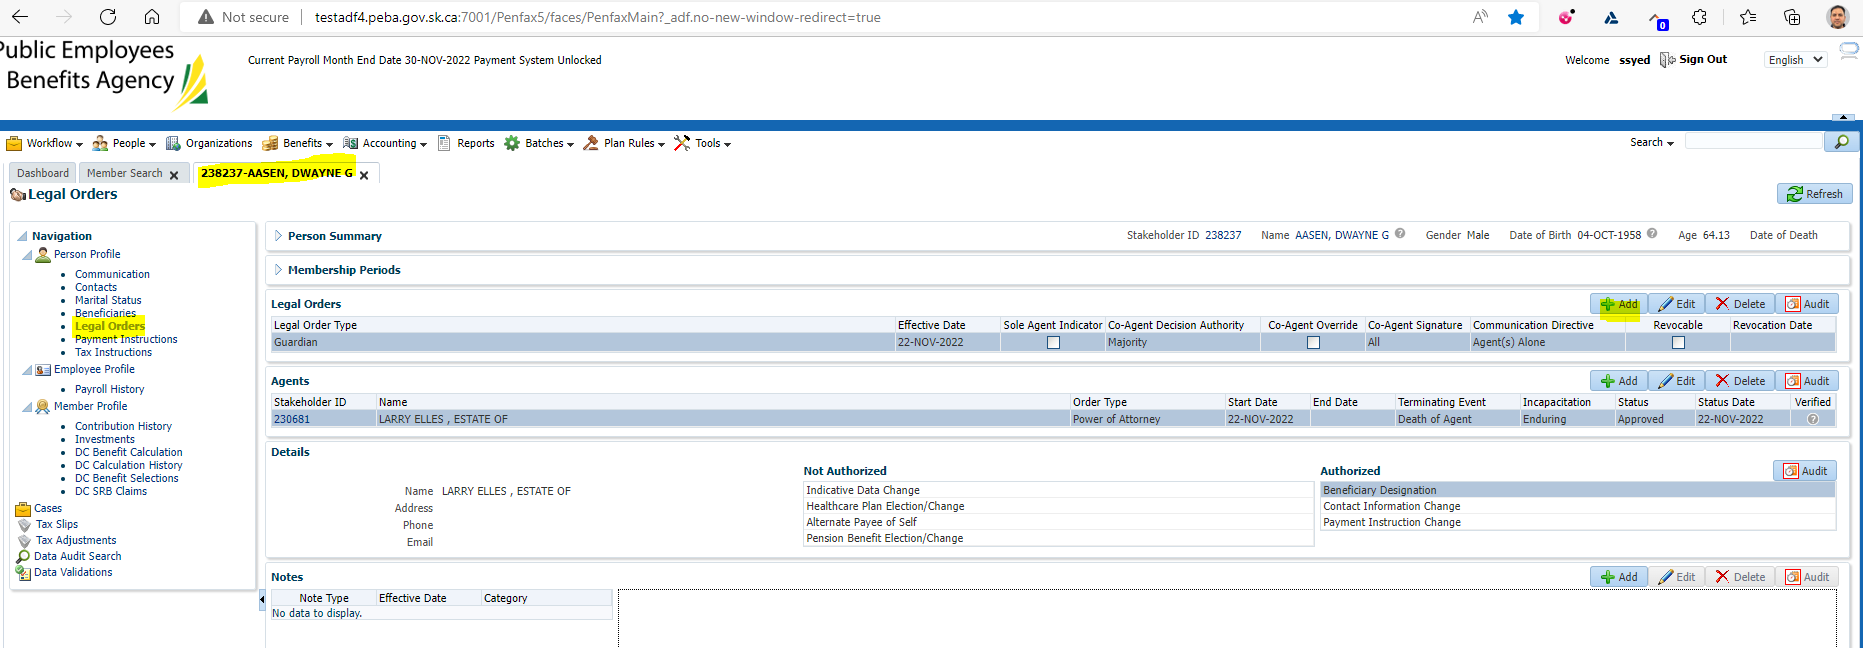 Not secure testadf4.peba.gov.sk.ca:7001/Penfax5/faces/PenfaxMain?_adf.no-new-window-redirect=true
0
Public Employees
Benefits Agency
Current Payroll Month End Date 30-NOV-2022 Payment System Unlocked
Welcome ssyed Sign Out English
Workflow People Organizations Benefits Accounting Reports Batches Plan Rules Tools Search
Dashboard Member Search 238237-AASEN, DWAYNE G
Legal Orders Refresh
Navigation
Person Profile
Communication
Contacts
Marital Status
Beneficiaries
Legal Orders
Payment Instructions
Tax Instructions
Employee Profile
Payroll History
Member Profile
Contribution History
Investments
DC Benefit Calculation
DC Calculation History
DC Benefit Selections
DC SRB Claims
Cases
Tax Slips
Tax Adjustments
Data Audit Search
Data Validations
Person Summary Stakeholder ID 238237 Name AASEN, DWAYNE G Gender Male Date of Birth 04-OCT-1958 Age 64.13 Date of Death
Membership Periods
Legal Orders Add Edit Delete Audit
Legal Order Type Effective Date Sole Agent Indicator Co-Agent Decision Authority Co-Agent Override Co-Agent Signature Communication Directive Revocable Revocation Date
Guardian 22-NOV-2022 Majority All Agent(s) Alone
Agents Add Edit Delete Audit
Stakeholder ID Name Order Type Start Date End Date Terminating Event Incapacitation Status Status Date Verified
230681 LARRY ELLES , ESTATE OF Power of Attorney 22-NOV-2022 Death of Agent Enduring Approved 22-NOV-2022
Details
Name LARRY ELLES , ESTATE OF
Address
Phone
Email
Not Authorized
Indicative Data Change
Healthcare Plan Election/Change
Alternate Payee of Self
Pension Benefit Election/Change
Authorized Audit
Beneficiary Designation
Contact Information Change
Payment Instruction Change
Notes Add Edit Delete Audit
Note Type Effective Date Category
No data to display.